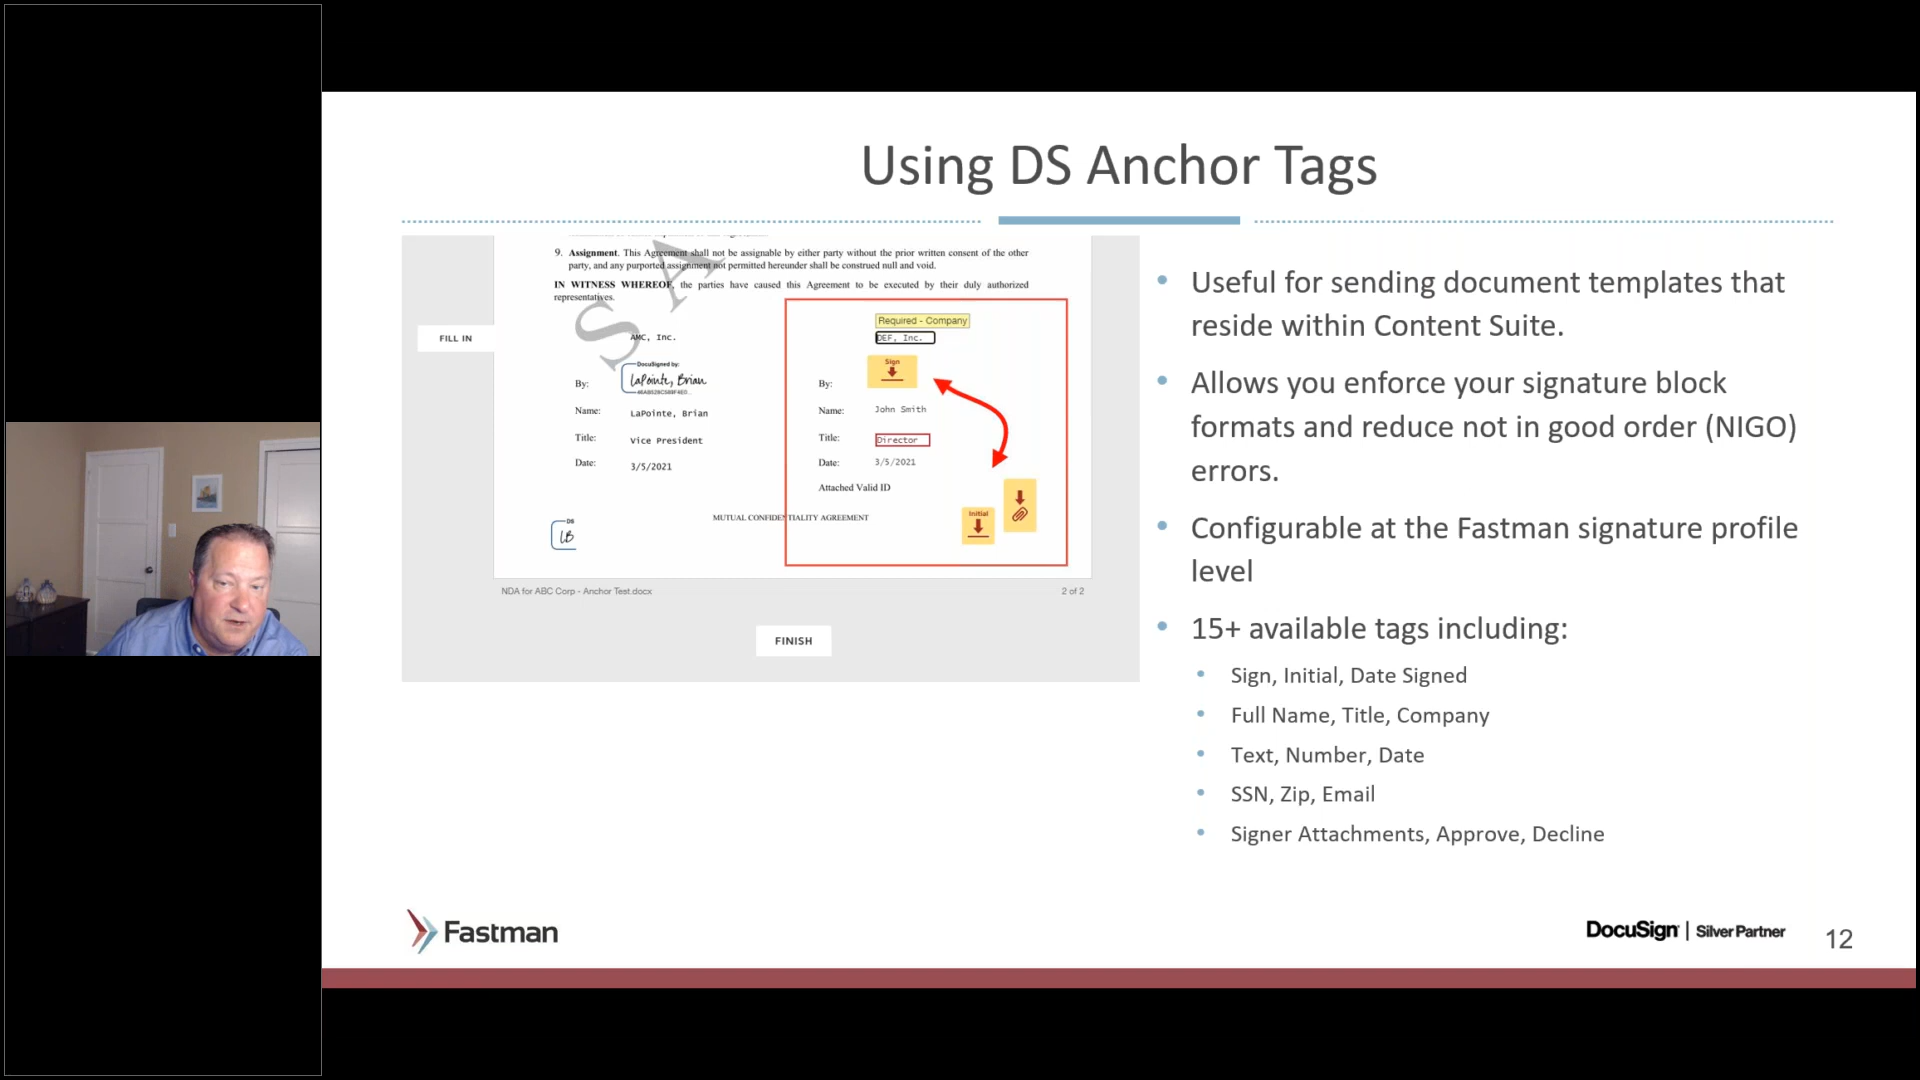 Using DS Anchor Tags
9. Assignment. This Agreement shall not be assignable by either party without the prior written consent of the other
party, and any purported assignment not permitted hereunder shall be construed null and void.
IN WITNESS WHEREOF, the parties have caused this Agreement to be executed by their duly authorized
representatives.
S A
FILL IN
AMC, Inc.
DocuSigned by:
LaPointe, Brian
By:
Name: LaPointe, Brian
Title: Vice President
Date: 3/5/2021
DS
LB
Required - Company
DEF, Inc.
Sign
By:
Name: John Smith
Title: Director
Date: 3/5/2021
Attached Valid ID
Initial
MUTUAL CONFIDENTIALITY AGREEMENT
NDA for ABC Corp - Anchor Test.docx
2 of 2
FINISH
• Useful for sending document templates that
reside within Content Suite.
• Allows you enforce your signature block
formats and reduce not in good order (NIGO)
errors.
• Configurable at the Fastman signature profile
level
• 15+ available tags including:
• Sign, Initial, Date Signed
• Full Name, Title, Company
• Text, Number, Date
• SSN, Zip, Email
• Signer Attachments, Approve, Decline
Fastman
DocuSign | Silver Partner
12